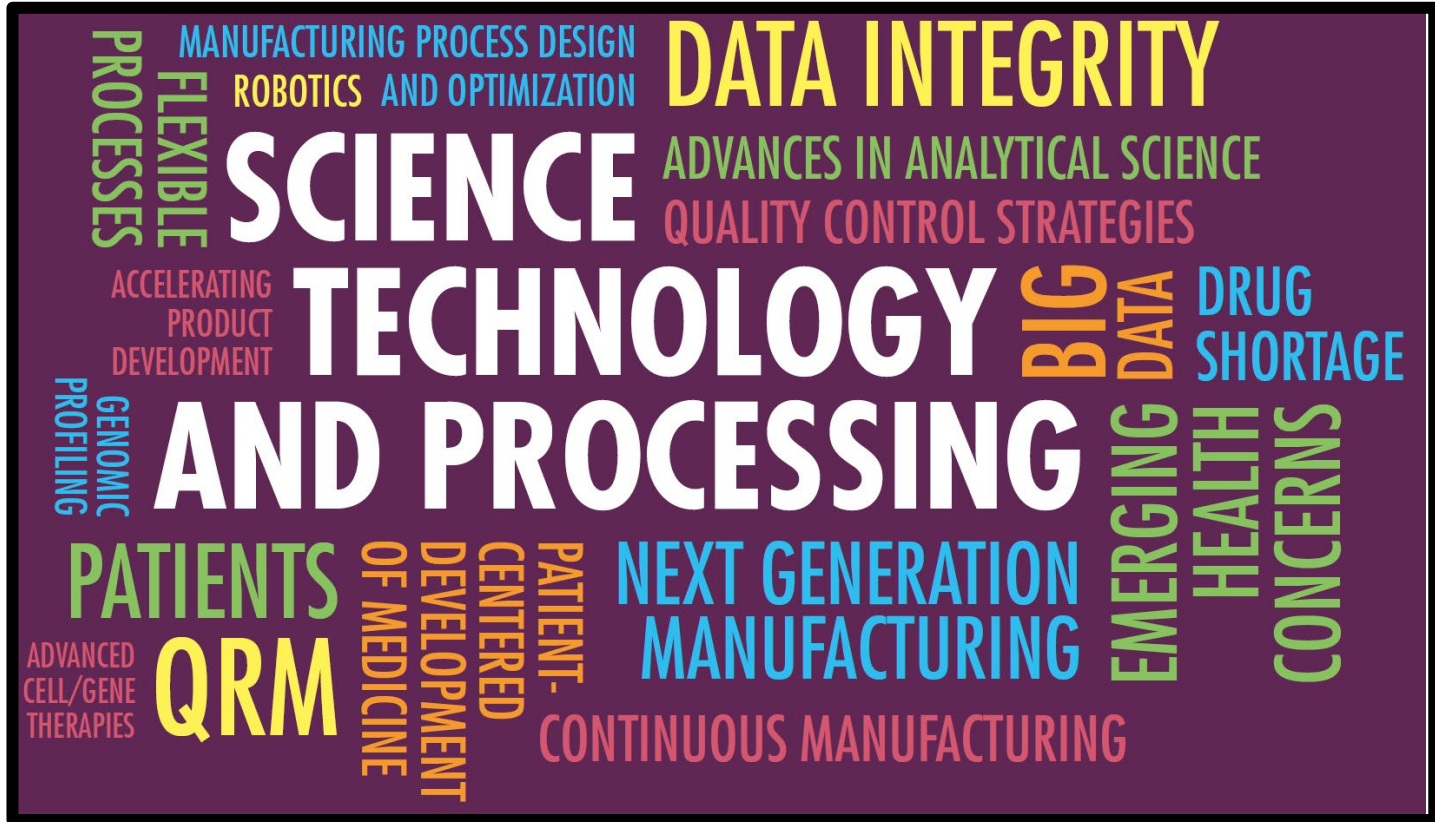 FLEXIBLE
PROCESSES
MANUFACTURING PROCESS DESIGN
AND OPTIMIZATION
ROBOTICS
DATA INTEGRITY
SCIENCE
ADVANCES IN ANALYTICAL SCIENCE
QUALITY CONTROL STRATEGIES
ACCELERATING
PRODUCT
DEVELOPMENT
TECHNOLOGY
BIG
DATA
DRUG
SHORTAGE
GENOMIC
PROFILING
AND PROCESSING
EMERGING
HEALTH
CONCERNS
PATIENTS
PATIENT-
CENTERED
DEVELOPMENT
OF MEDICINE
NEXT GENERATION
MANUFACTURING
ADVANCED
CELL/GENE
THERAPIES
QRM
CONTINUOUS MANUFACTURING